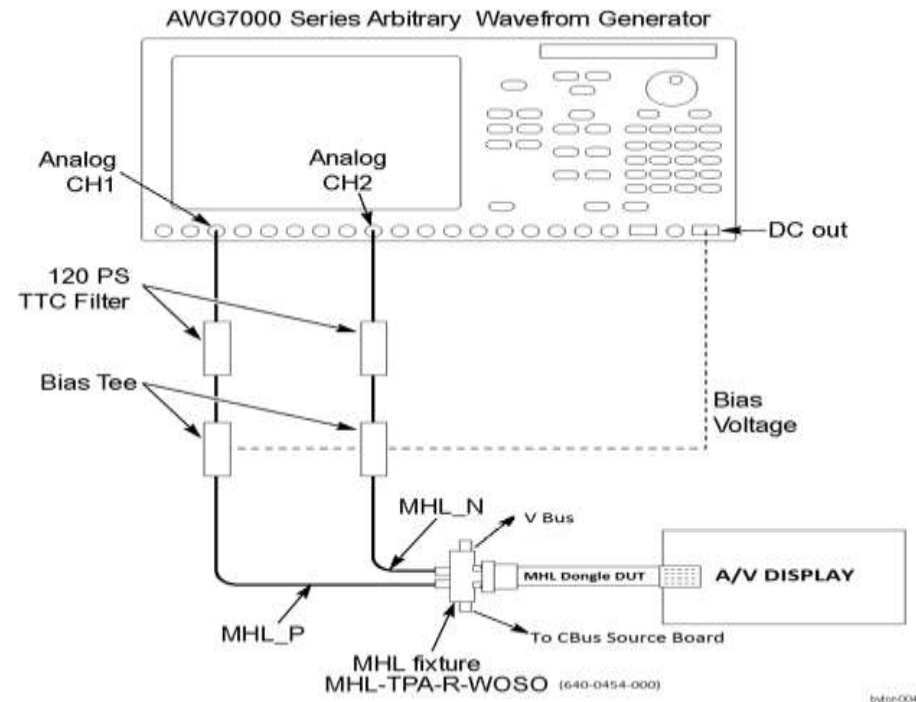 AWG7000 Series Arbitrary Wavefrom Generator
Analog
CH1
Analog
CH2
DC out
120 PS
TTC Filter
Bias Tee
Bias
Voltage
MHL_N
V Bus
MHL Dongle DUT
A/V DISPLAY
MHL_P
To CBus Source Board
MHL fixture
MHL-TPA-R-WOSO (640-0454-000)